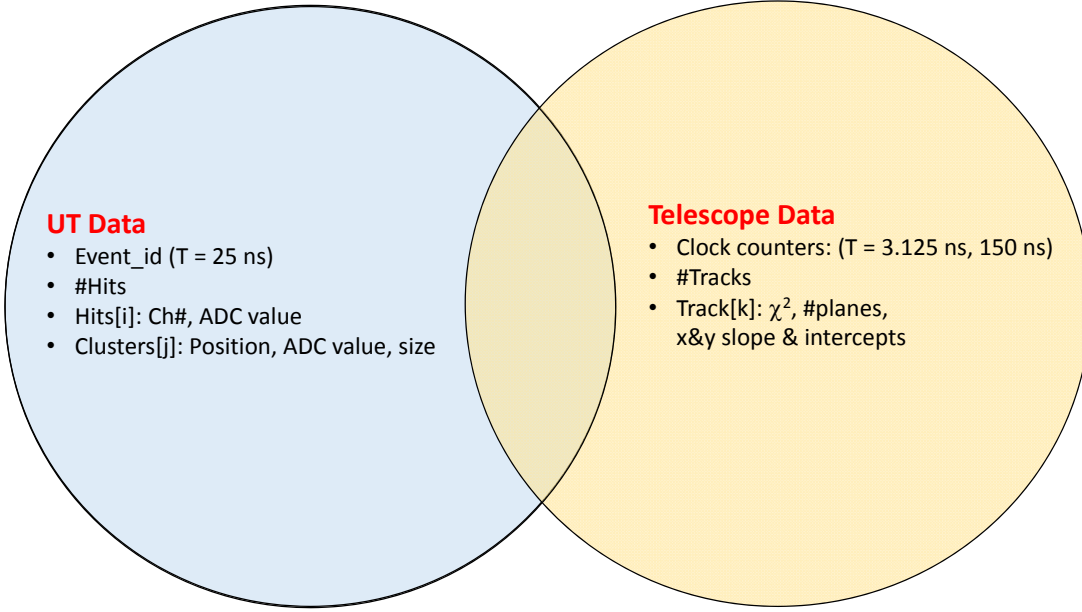 UT Data
• Event_id (T = 25 ns)
• #Hits
• Hits[i]: Ch#, ADC value
• Clusters[j]: Position, ADC value, size
Telescope Data
• Clock counters: (T = 3.125 ns, 150 ns)
• #Tracks
• Track[k]: χ², #planes,
x&y slope & intercepts